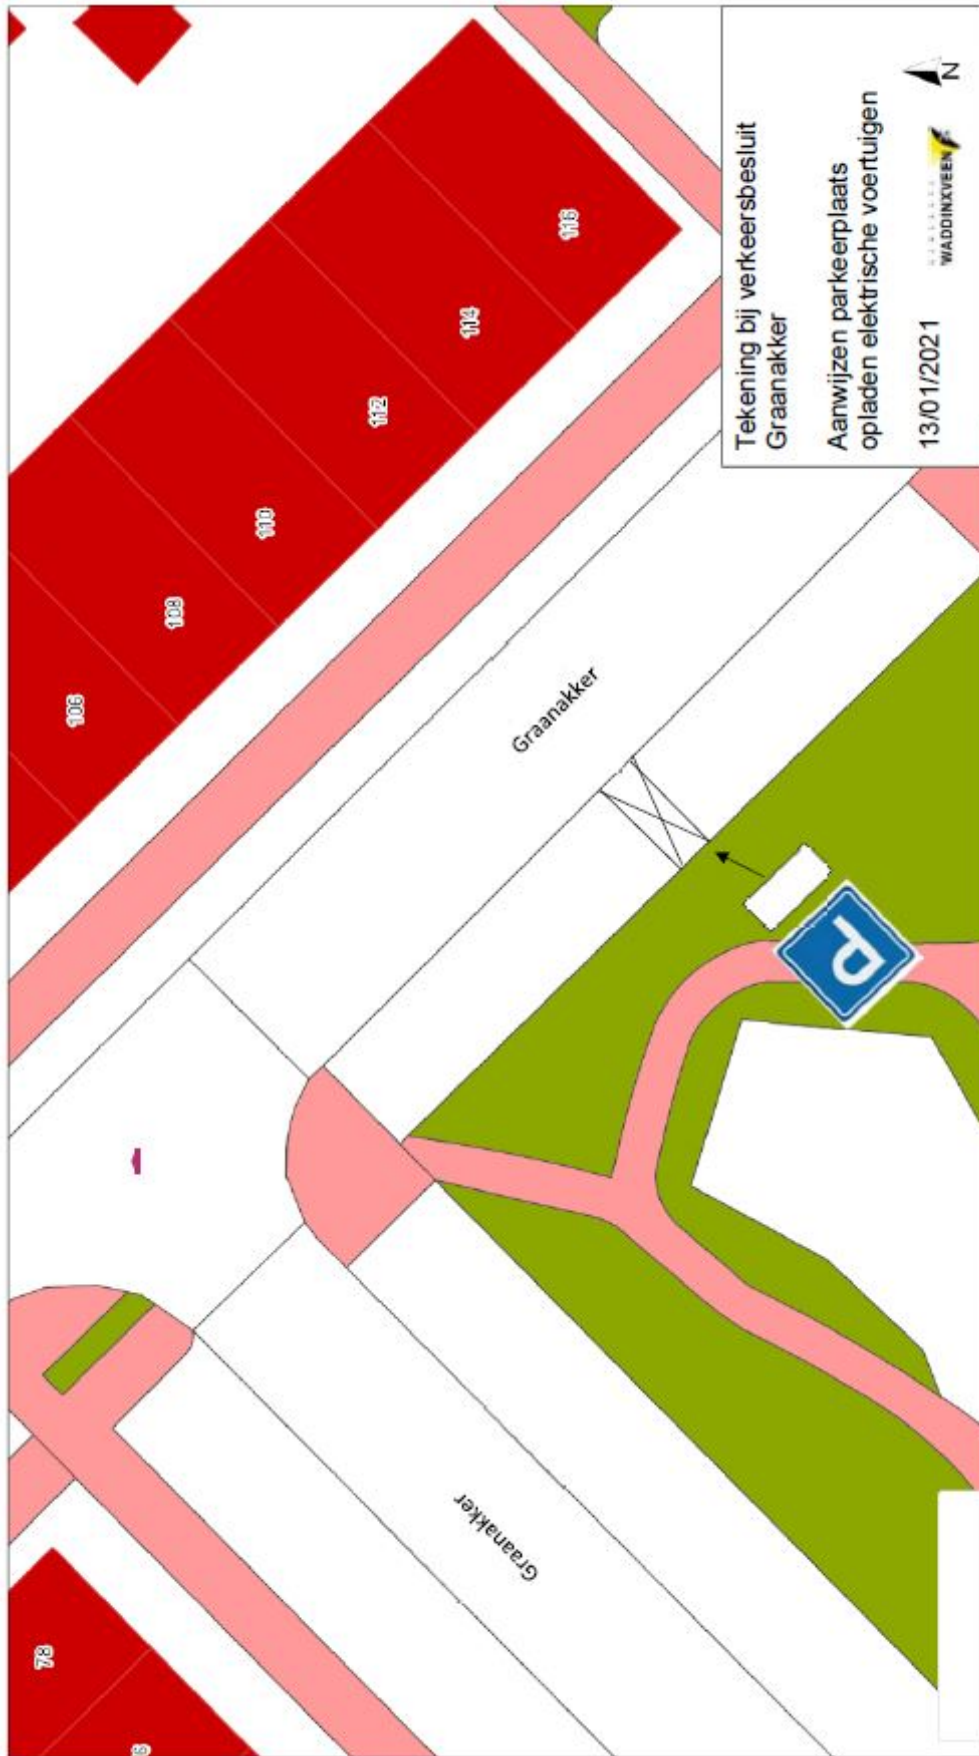 106
108
110
112
114
116
78
Graanakker
Graanakker
P
Tekening bij verkeersbesluit
Graanakker
Aanwijzen parkeerplaats
opladen elektrische voertuigen
13/01/2021
WADDINXVEEN
N